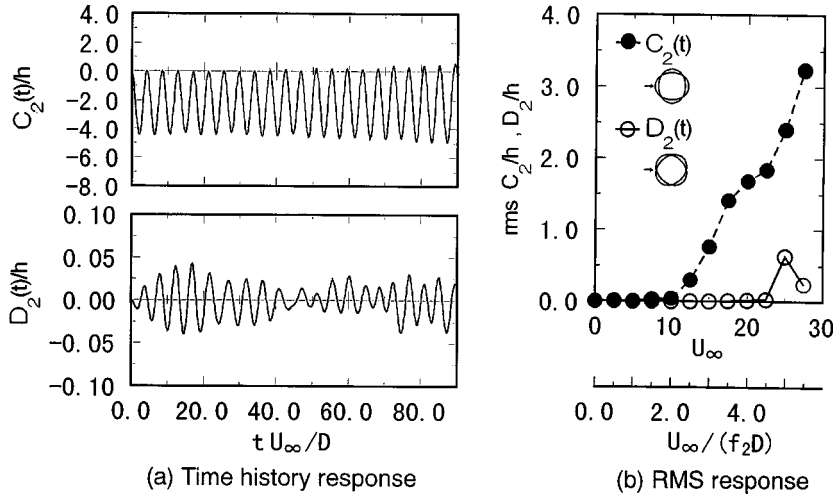 4.0
2.0
0.0
-2.0
-4.0
-6.0
-8.0
C₂(t)/h
0.10
0.05
0.00
-0.05
-0.10
D₂(t)/h
0.0 20.0 40.0 60.0 80.0
t U∞/D
(a) Time history response
4.0
3.0
2.0
1.0
0.0
rms C₂/h , D₂/h
C₂(t)
D₂(t)
0 10 20 30
U∞
0.0 2.0 4.0
U∞/(f₂D)
(b) RMS response